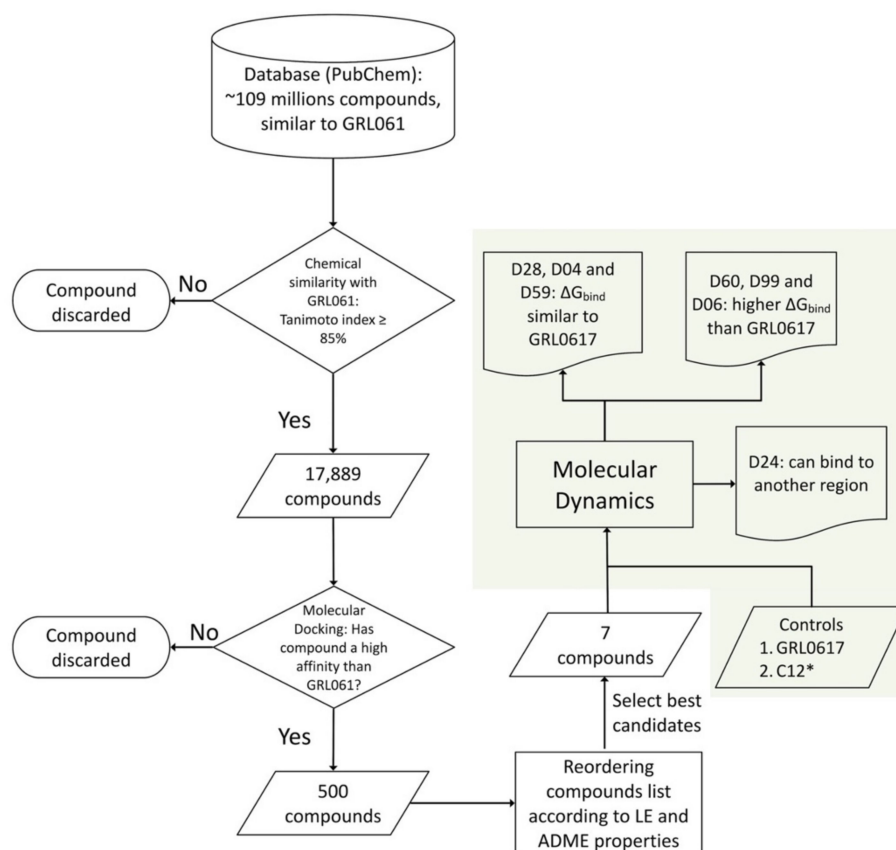 Database (PubChem):
~109 millions compounds,
similar to GRL061
Chemical
similarity with
GRL061:
Tanimoto index ≥
85%
No
Compound
discarded
Yes
17,889
compounds
Molecular
Docking: Has
compound a high
affinity than
GRL061?
No
Compound
discarded
Yes
500
compounds
Reordering
compounds list
according to LE and
ADME properties
Select best
candidates
7
compounds
Controls
1. GRL0617
2. C12*
Molecular
Dynamics
D28, D04 and
D59: ΔGbind
similar to
GRL0617
D60, D99 and
D06: higher ΔGbind
than GRL0617
D24: can bind to
another region